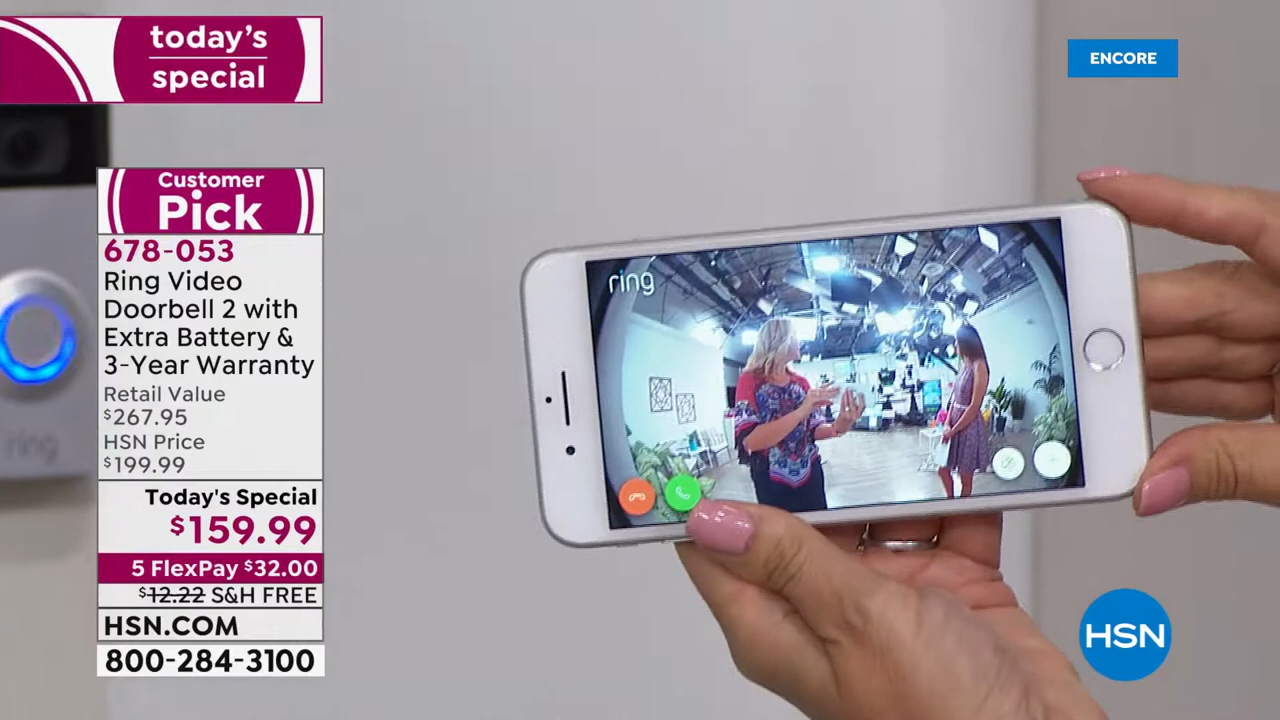 today's
special
ENCORE
Customer
Pick
678-053
Ring Video
Doorbell 2 with
Extra Battery &
3-Year Warranty
Retail Value
$267.95
HSN Price
$199.99
Today's Special
$159.99
5 FlexPay $32.00
$12.22 S&H FREE
HSN.COM
800-284-3100
ring
ring
HSN